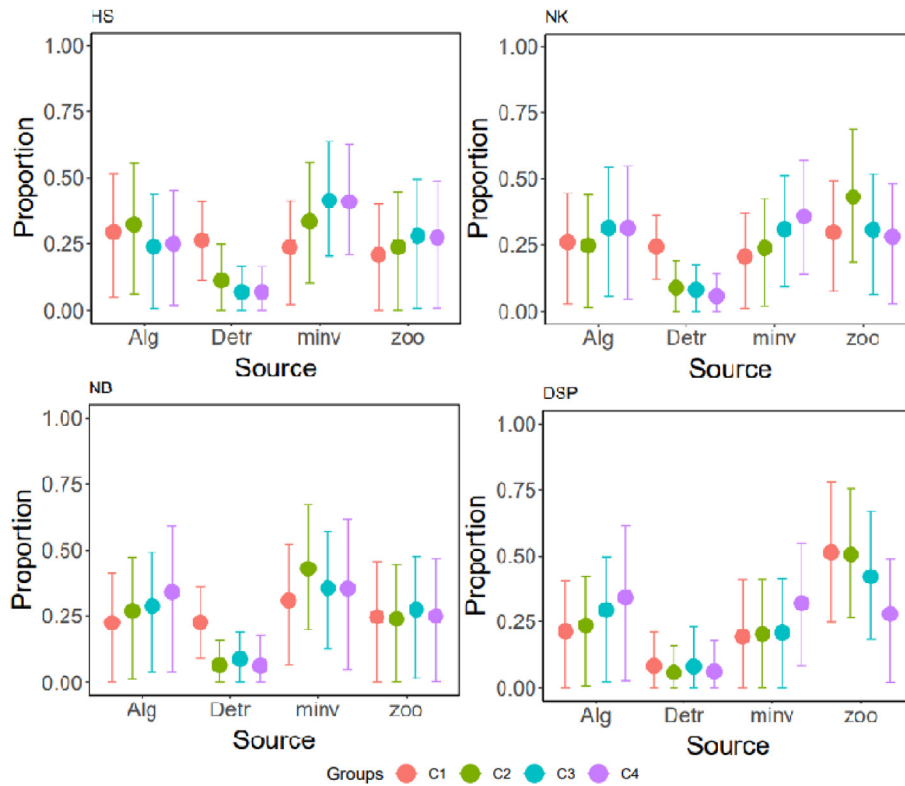 HS
1.00
0.75
0.50
0.25
0.00
Proportion
Alg Detr minv zoo
Source
NK
1.00
0.75
0.50
0.25
0.00
Proportion
Alg Detr minv zoo
Source
NB
1.00
0.75
0.50
0.25
0.00
Proportion
Alg Detr minv zoo
Source
DSP
1.00
0.75
0.50
0.25
0.00
Proportion
Alg Detr minv zoo
Source
Groups C1 C2 C3 C4